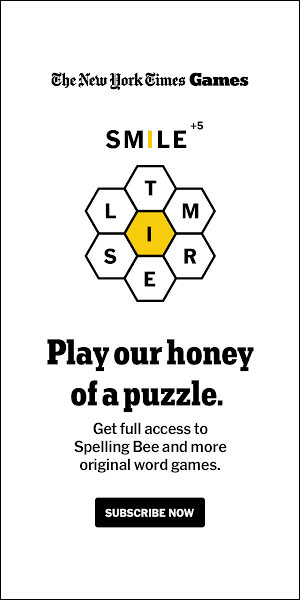 The New York Times Games
SMILE +5
T
L M
I
S R
E
Play our honey
of a puzzle.
Get full access to
Spelling Bee and more
original word games.
SUBSCRIBE NOW